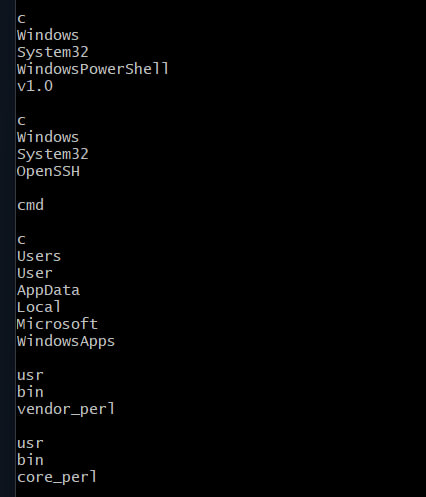 c
Windows
System32
WindowsPowerShell
v1.0
c
Windows
System32
OpenSSH
cmd
c
Users
User
AppData
Local
Microsoft
WindowsApps
usr
bin
vendor_perl
usr
bin
core_perl